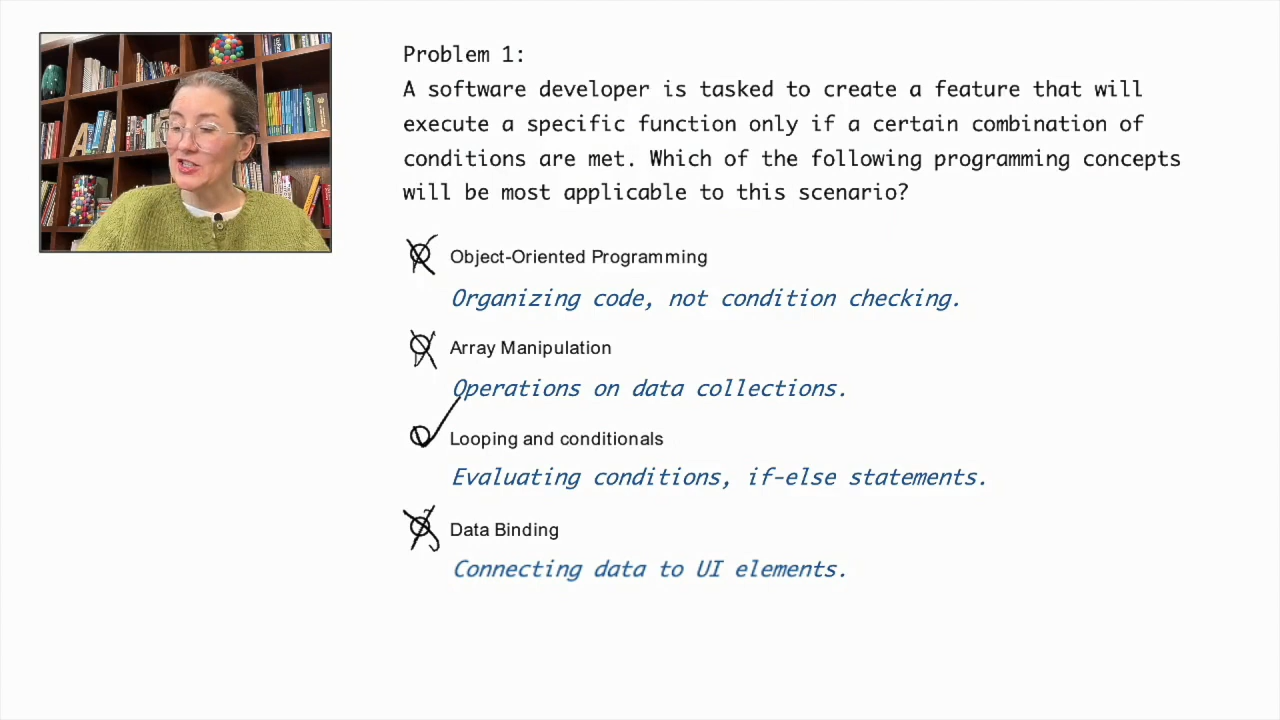 Problem 1:
A software developer is tasked to create a feature that will
execute a specific function only if a certain combination of
conditions are met. Which of the following programming concepts
will be most applicable to this scenario?
Object-Oriented Programming
Organizing code, not condition checking.
Array Manipulation
Operations on data collections.
Looping and conditionals
Evaluating conditions, if-else statements.
Data Binding
Connecting data to UI elements.